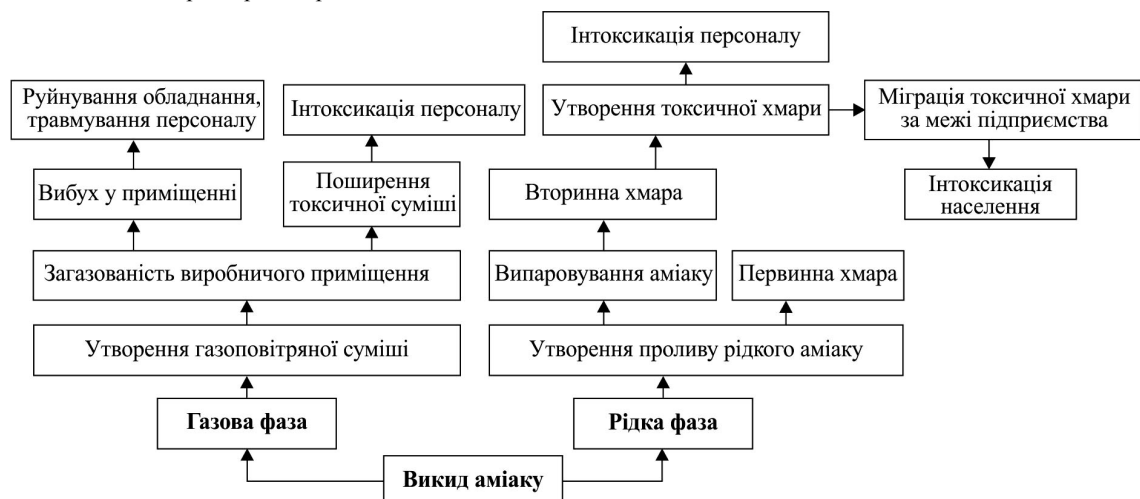 Інтоксикація персоналу
Руйнування обладнання,
травмування персоналу
Інтоксикація персоналу
Утворення токсичної хмари
Міграція токсичної хмари
за межі підприємства
Вибух у приміщенні
Поширення
токсичної суміші
Вторинна хмара
Інтоксикація
населення
Загазованість виробничого приміщення
Випаровування аміаку
Первинна хмара
Утворення газоповітряної суміші
Утворення проливу рідкого аміаку
Газова фаза
Рідка фаза
Викид аміаку